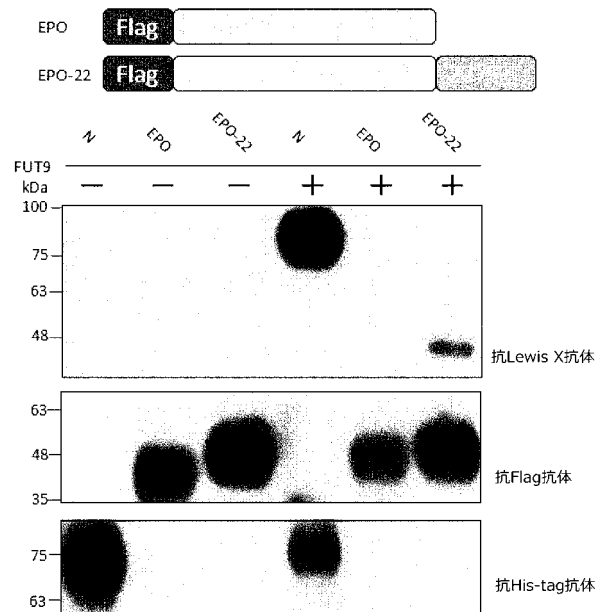 EPO Flag
EPO-22 Flag
N EPO EPO-22 N EPO EPO-22
FUT9 − − − + + +
kDa
100
75
63
48
抗Lewis X抗体
63
48
35
抗Flag抗体
75
63
抗His-tag抗体